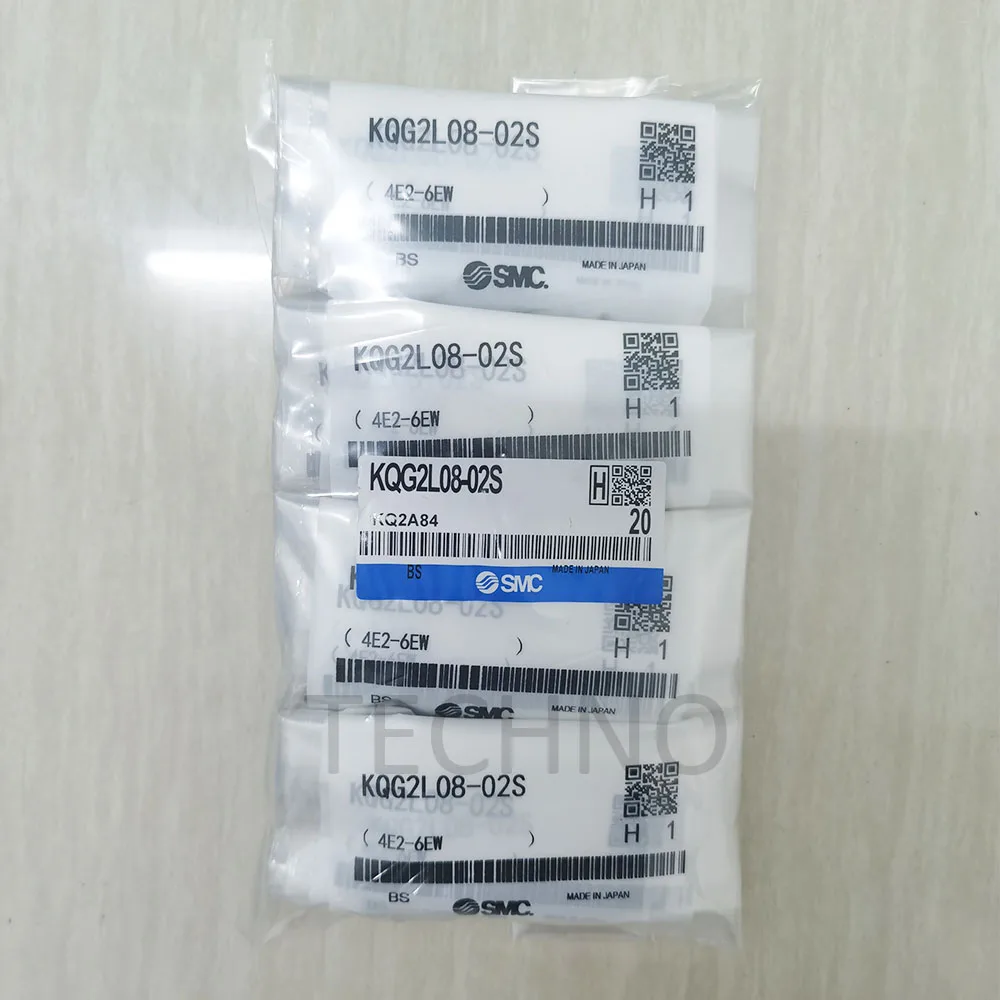 KQG2L08-02S
( 4E2-6EW )
H 1
BS
SMC.
MADE IN JAPAN
KQG2L08-02S
( 4E2-6EW )
H 1
KQG2L08-02S
H
KQ2A84
20
BS
SMC
MADE IN JAPAN
KQG2L08-02S
( 4E2-6EW )
H 1
BS
SMC
MADE IN JAPAN
TECHNO
KQG2L08-02S
( 4E2-6EW )
H 1
BS
SMC.
MADE IN JAPAN